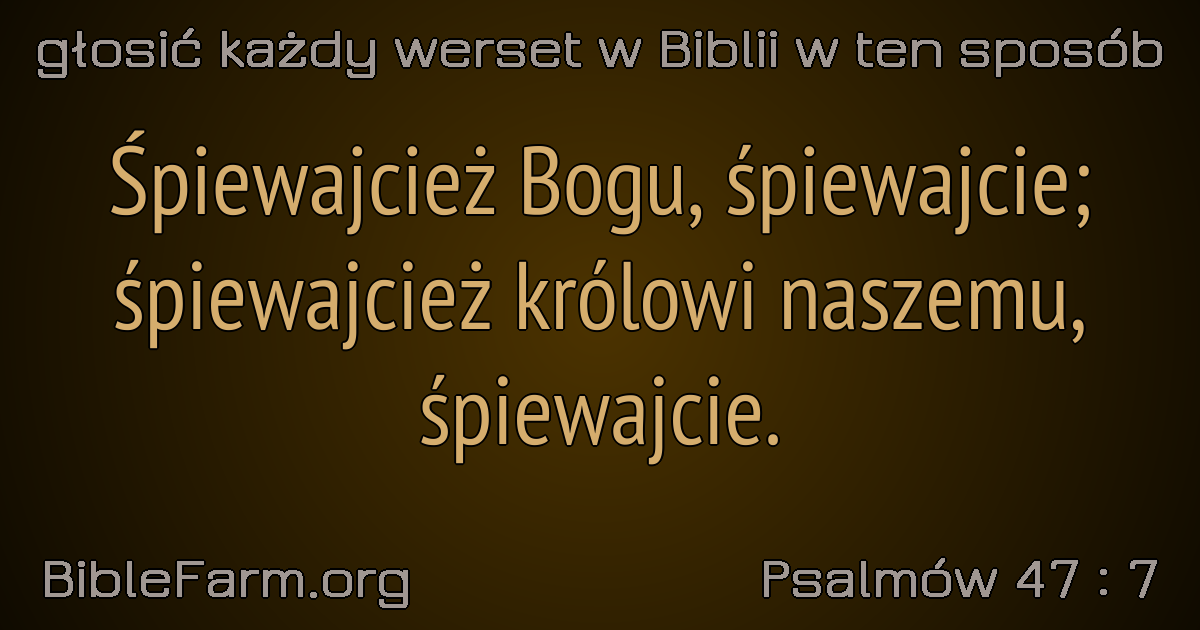 głosić każdy werset w Biblii w ten sposób
Śpiewajcież Bogu, śpiewajcie;
śpiewajcież królowi naszemu,
śpiewajcie.
BibleFarm.org
Psalmów 47 : 7